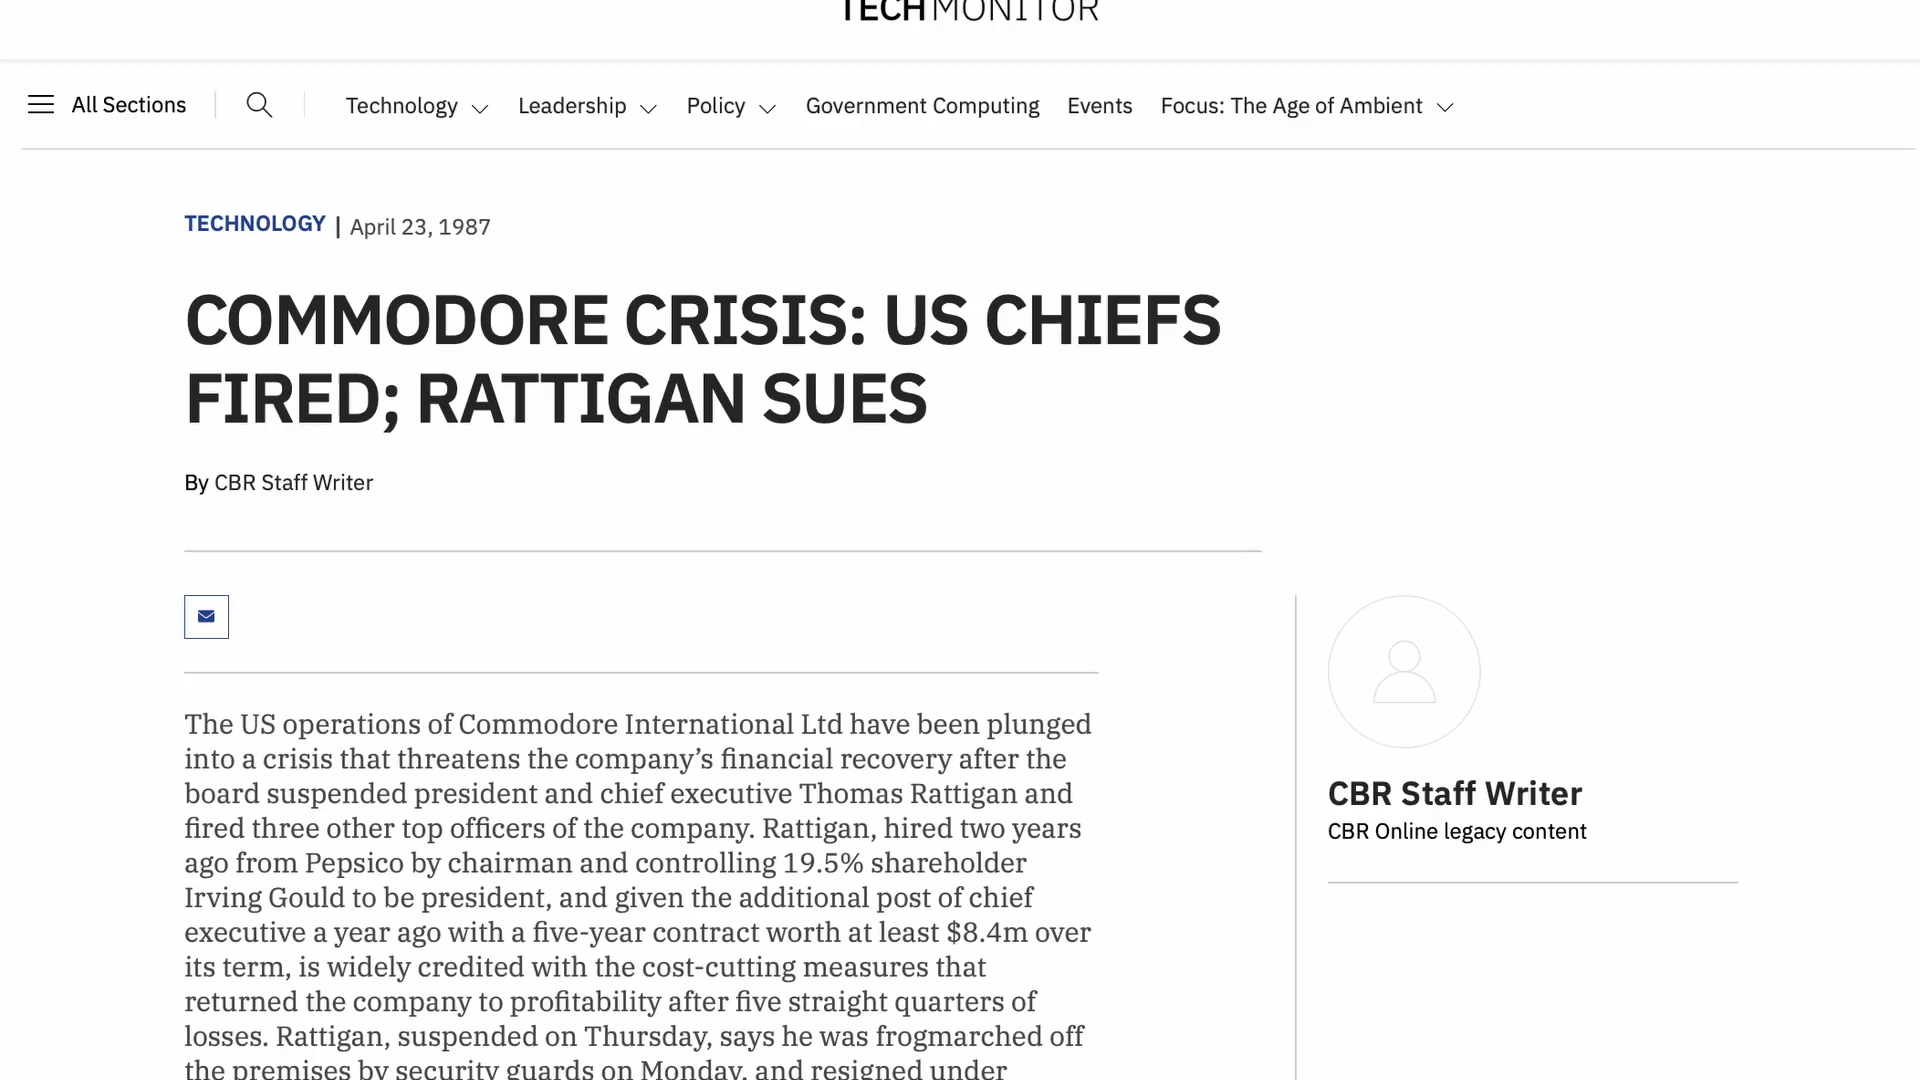 TECHMONITOR
All Sections
Technology
Leadership
Policy
Government Computing
Events
Focus: The Age of Ambient
TECHNOLOGY | April 23, 1987
COMMODORE CRISIS: US CHIEFS
FIRED; RATTIGAN SUES
By CBR Staff Writer
The US operations of Commodore International Ltd have been plunged
into a crisis that threatens the company’s financial recovery after the
board suspended president and chief executive Thomas Rattigan and
fired three other top officers of the company. Rattigan, hired two years
ago from Pepsico by chairman and controlling 19.5% shareholder
Irving Gould to be president, and given the additional post of chief
executive a year ago with a five-year contract worth at least $8.4m over
its term, is widely credited with the cost-cutting measures that
returned the company to profitability after five straight quarters of
losses. Rattigan, suspended on Thursday, says he was frogmarched off
the premises by security guards on Monday, and resigned under
CBR Staff Writer
CBR Online legacy content